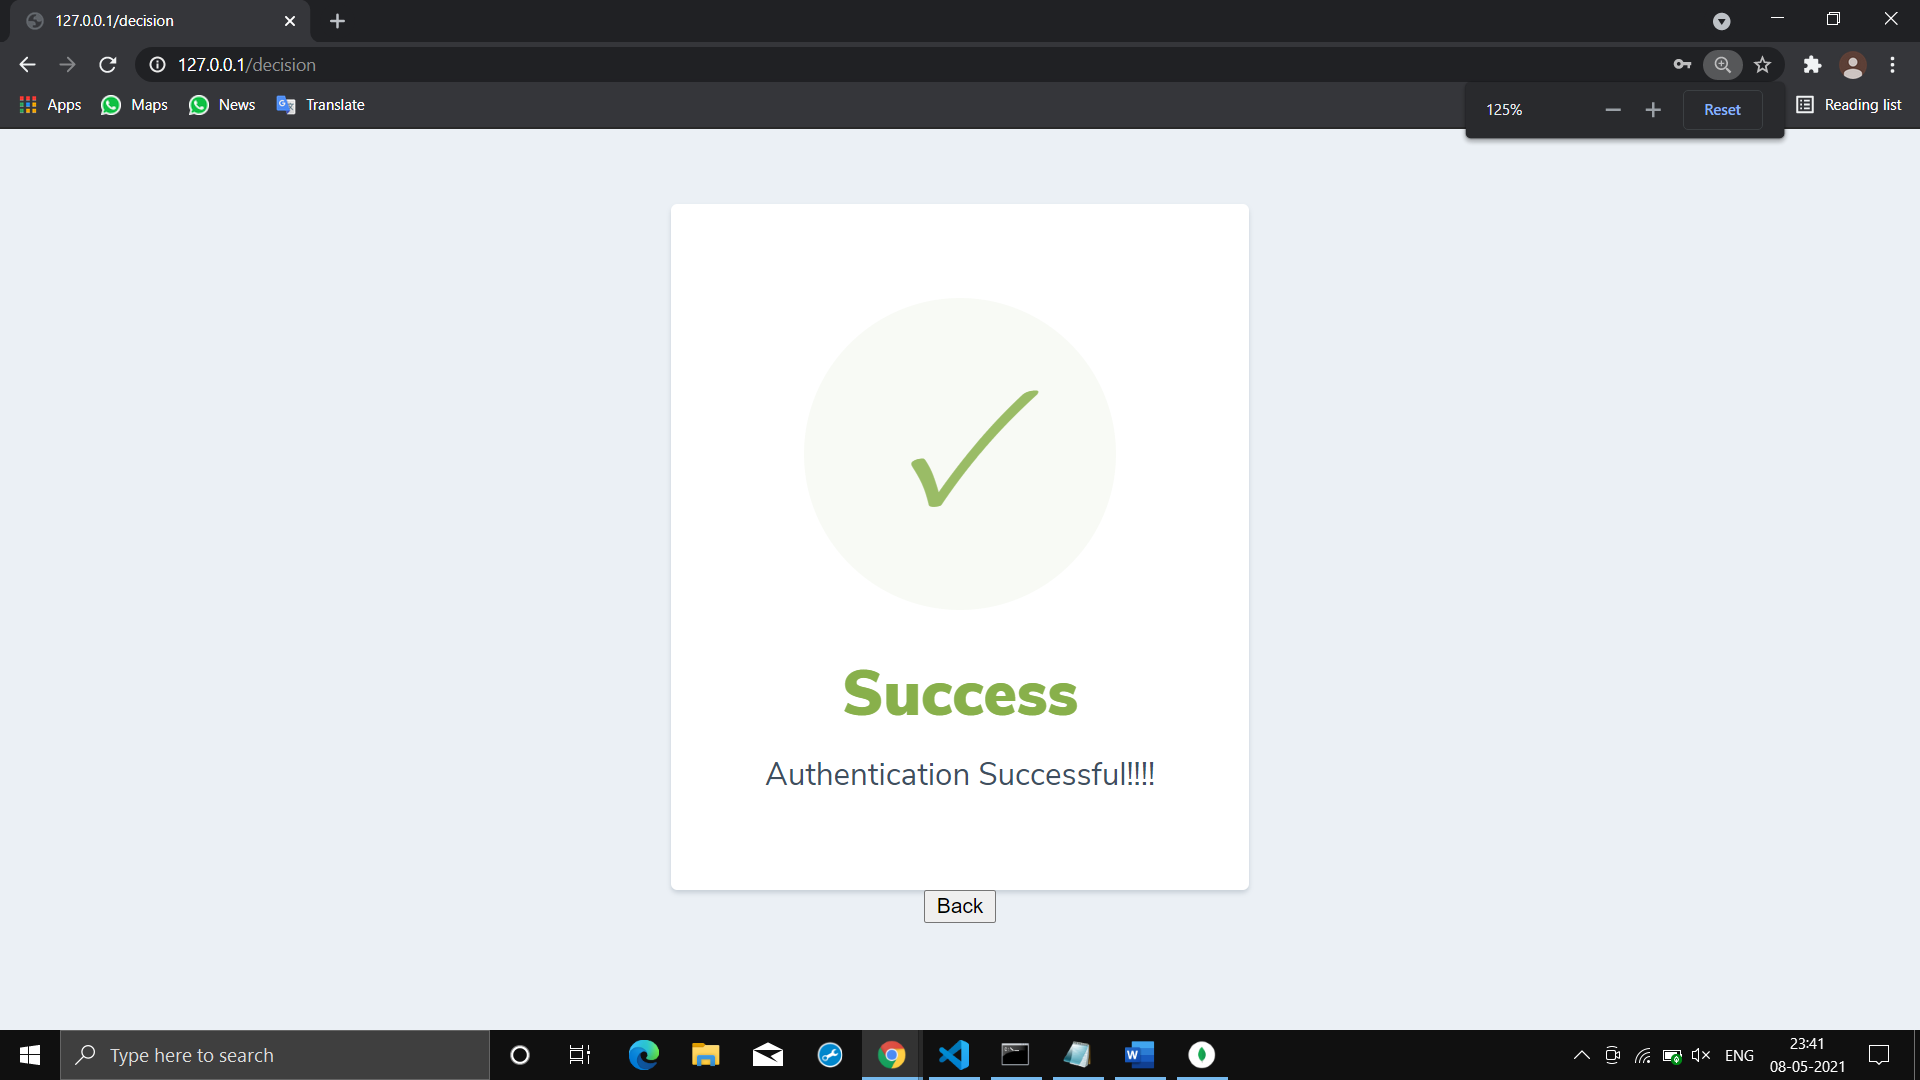 127.0.0.1/decision
127.0.0.1/decision
Apps Maps News Translate
125% Reset
Reading list
Success
Authentication Successful!!!!
Back
Type here to search
ENG
23:41
08-05-2021